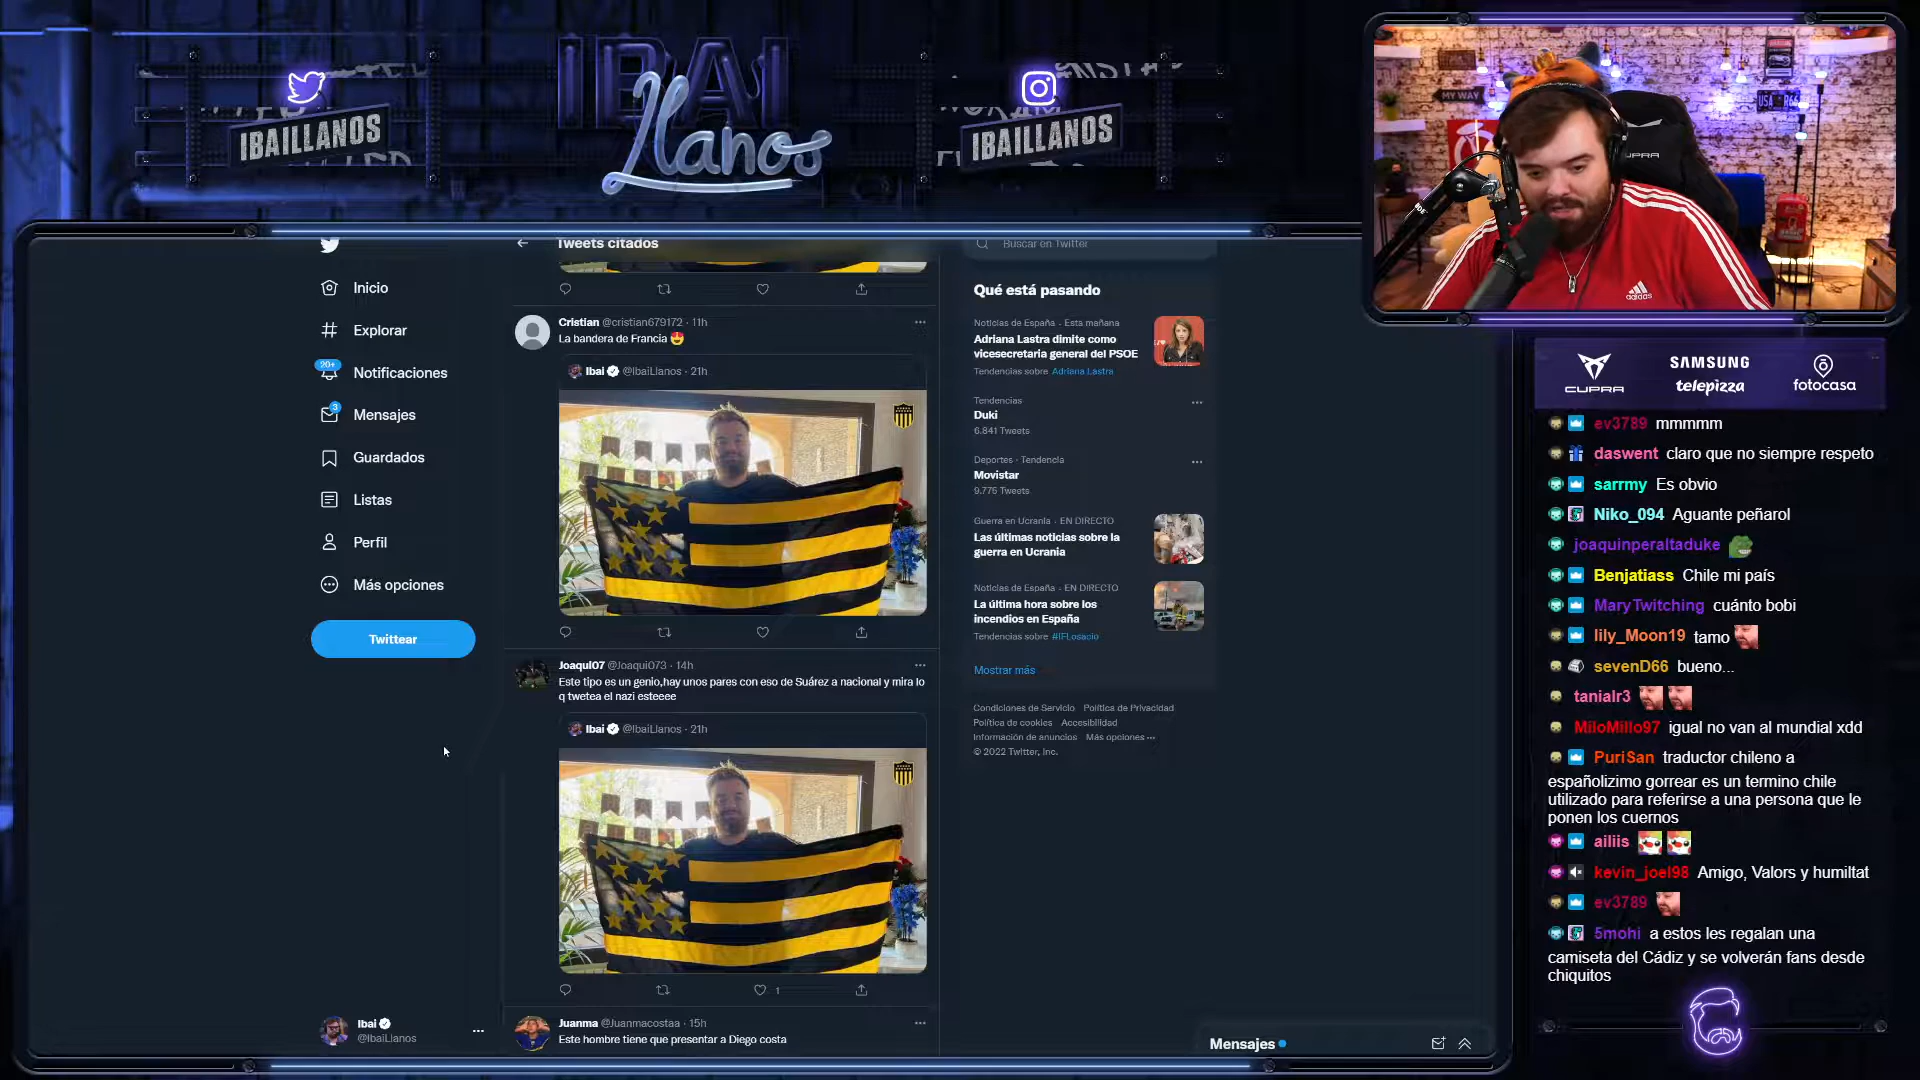 IBAI
Llanos
IBAILLANOS
IBAILLANOS
MY WAY
USA R66
CUPRA
adidas
Tweets citados
Buscar en Twitter
Inicio
Explorar
20+
Notificaciones
3
Mensajes
Guardados
Listas
Perfil
Más opciones
Twittear
Ibai
@IbaiLlanos
Cristian @cristian679172 · 11h
La bandera de Francia 😍
Ibai @IbaiLlanos · 21h
Joaqui07 @Joaqui073 · 14h
Este tipo es un genio,hay unos pares con eso de Suárez a nacional y mira lo
q twetea el nazi esteeee
Ibai @IbaiLlanos · 21h
1
Juanma @Juanmacostaa · 15h
Este hombre tiene que presentar a Diego costa
Qué está pasando
Noticias de España · Esta mañana
Adriana Lastra dimite como
vicesecretaria general del PSOE
Tendencias sobre Adriana Lastra
Tendencias
Duki
6.841 Tweets
Deportes · Tendencia
Movistar
9.775 Tweets
Guerra en Ucrania · EN DIRECTO
Las últimas noticias sobre la
guerra en Ucrania
Noticias de España · EN DIRECTO
La última hora sobre los
incendios en España
Tendencias sobre #IFLosacio
Mostrar más
Condiciones de Servicio Política de Privacidad
Política de cookies Accesibilidad
Información de anuncios Más opciones ···
© 2022 Twitter, Inc.
Mensajes
CUPRA
SAMSUNG
telepizza
fotocasa
ev3789 mmmmm
daswent claro que no siempre respeto
sarrmy Es obvio
Niko_094 Aguante peñarol
joaquinperaltaduke
Benjatiass Chile mi país
MaryTwitching cuánto bobi
lily_Moon19 tamo
sevenD66 bueno...
tanialr3
MiloMillo97 igual no van al mundial xdd
PuriSan traductor chileno a
españolizimo gorrear es un termino chile
utilizado para referirse a una persona que le
ponen los cuernos
ailiis
kevin_joel98 Amigo, Valors y humiltat
ev3789
5mohi a estos les regalan una
camiseta del Cádiz y se volverán fans desde
chiquitos